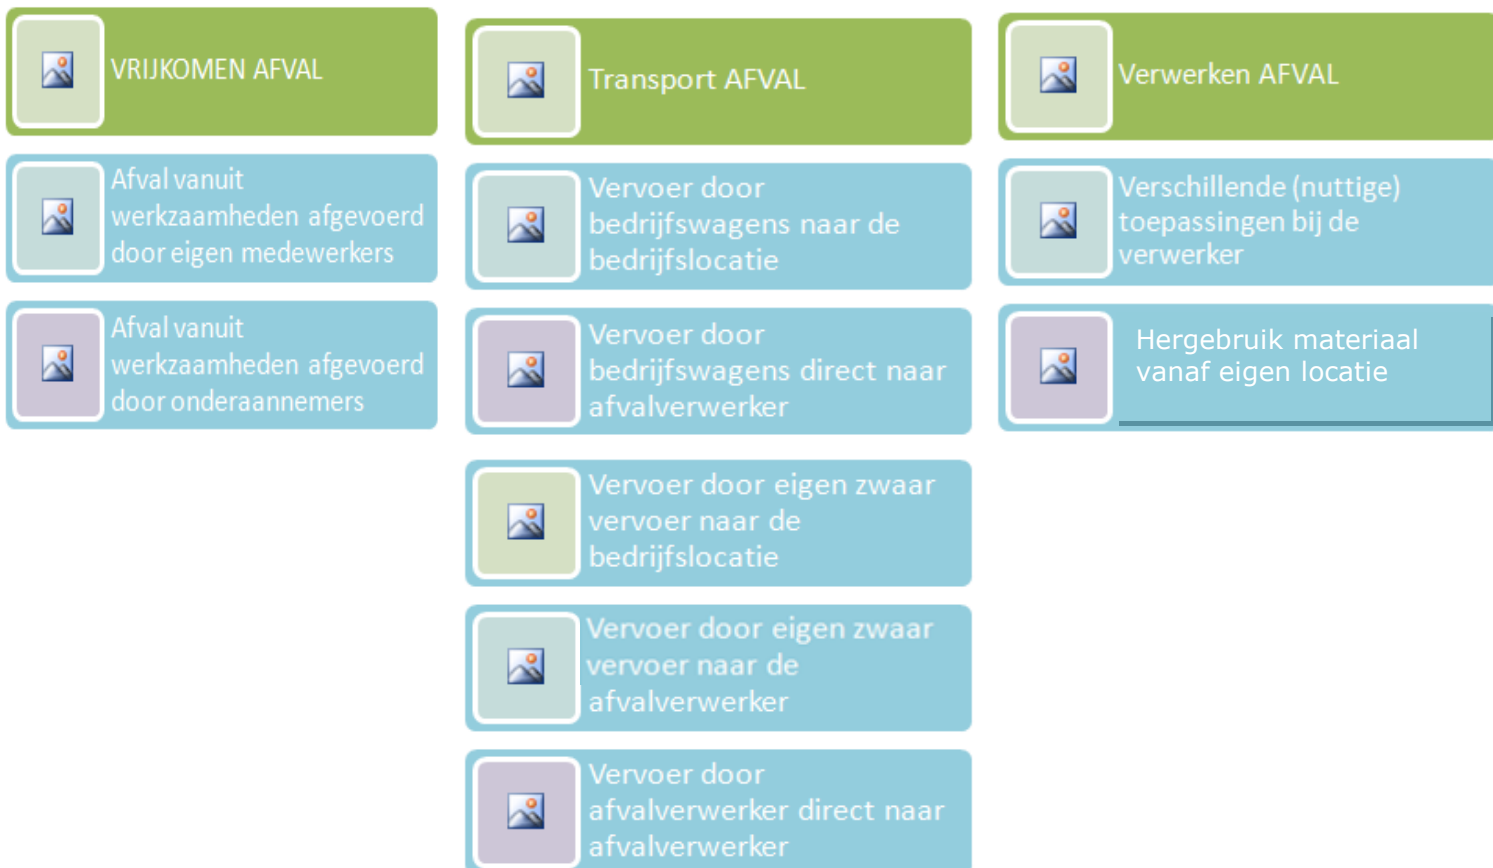 VRIJKOMEN AFVAL
Afval vanuit
werkzaamheden afgevoerd
door eigen medewerkers
Afval vanuit
werkzaamheden afgevoerd
door onderaannemers
Transport AFVAL
Vervoer door
bedrijfswagens naar de
bedrijfslocatie
Vervoer door
bedrijfswagens direct naar
afvalverwerker
Vervoer door eigen zwaar
vervoer naar de
bedrijfslocatie
Vervoer door eigen zwaar
vervoer naar de
afvalverwerker
Vervoer door
afvalverwerker direct naar
afvalverwerker
Verwerken AFVAL
Verschillende (nuttige)
toepassingen bij de
verwerker
Hergebruik materiaal
vanaf eigen locatie